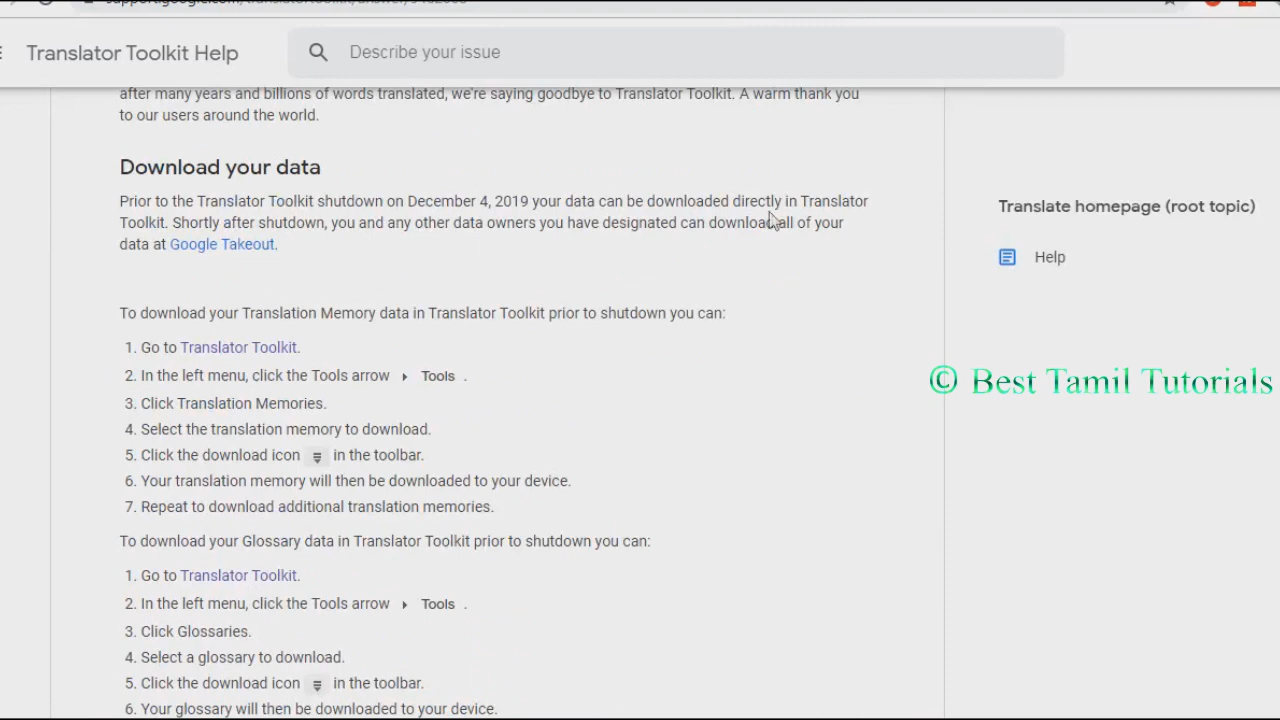 Translator Toolkit Help
Describe your issue
after many years and billions of words translated, we're saying goodbye to Translator Toolkit. A warm thank you
to our users around the world.
Download your data
Prior to the Translator Toolkit shutdown on December 4, 2019 your data can be downloaded directly in Translator
Toolkit. Shortly after shutdown, you and any other data owners you have designated can download all of your
data at Google Takeout.
Translate homepage (root topic)
Help
To download your Translation Memory data in Translator Toolkit prior to shutdown you can:
1. Go to Translator Toolkit.
2. In the left menu, click the Tools arrow Tools .
3. Click Translation Memories.
© Best Tamil Tutorials
4. Select the translation memory to download.
5. Click the download icon in the toolbar.
6. Your translation memory will then be downloaded to your device.
7. Repeat to download additional translation memories.
To download your Glossary data in Translator Toolkit prior to shutdown you can:
1. Go to Translator Toolkit.
2. In the left menu, click the Tools arrow Tools .
3. Click Glossaries.
4. Select a glossary to download.
5. Click the download icon in the toolbar.
6. Your glossary will then be downloaded to your device.